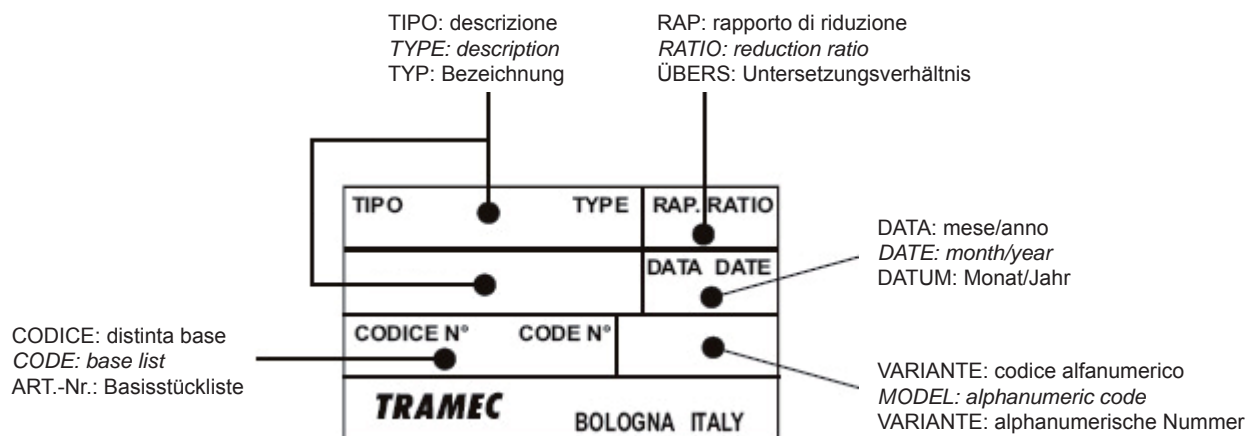 TIPO: descrizione
TYPE: description
TYP: Bezeichnung
RAP: rapporto di riduzione
RATIO: reduction ratio
ÜBERS: Untersetzungsverhältnis
TIPO TYPE RAP. RATIO
DATA DATE
DATA: mese/anno
DATE: month/year
DATUM: Monat/Jahr
CODICE: distinta base
CODE: base list
ART.-Nr.: Basisstückliste
CODICE N° CODE N°
VARIANTE: codice alfanumerico
MODEL: alphanumeric code
VARIANTE: alphanumerische Nummer
TRAMEC BOLOGNA ITALY